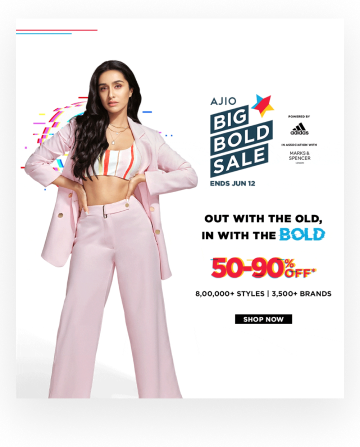 AJIO
BIG
BOLD
SALE
ENDS JUN 12
POWERED BY
adidas
IN ASSOCIATION WITH
MARKS &
SPENCER
OUT WITH THE OLD,
IN WITH THE BOLD
50-90% OFF*
8,00,000+ STYLES | 3,500+ BRANDS
SHOP NOW